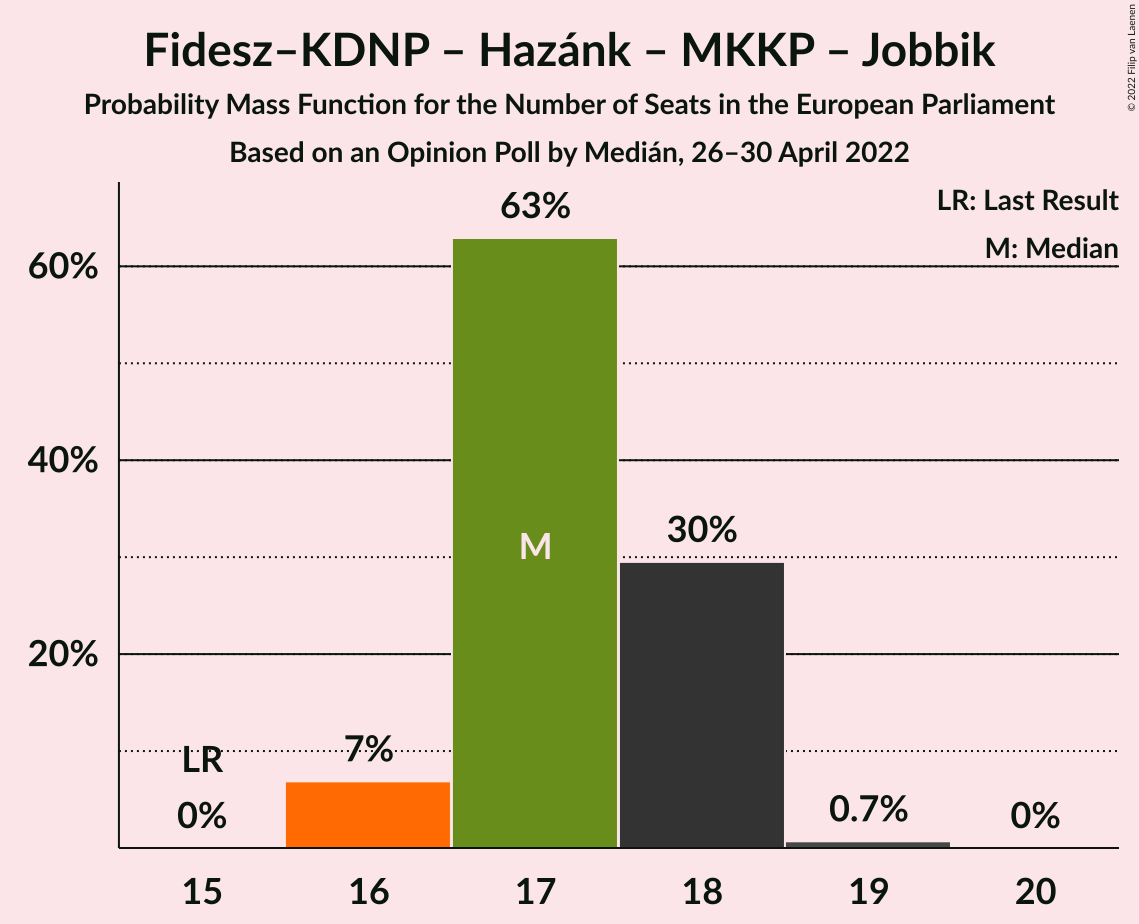 Fidesz–KDNP – Hazánk – MKKP – Jobbik
Probability Mass Function for the Number of Seats in the European Parliament
Based on an Opinion Poll by Medián, 26–30 April 2022
© 2022 Filip van Laenen
LR: Last Result
M: Median
60%
40%
20%
63%
M
30%
LR
0%
7%
0.7%
0%
15 16 17 18 19 20